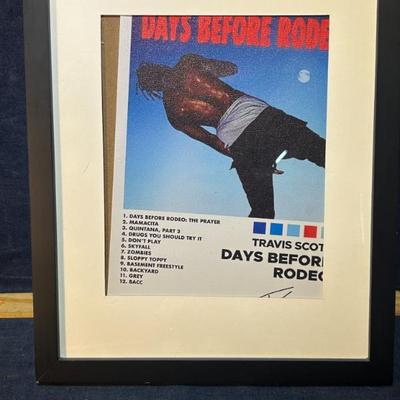 DAYS BEFORE RODE
1. DAYS BEFORE RODEO: THE PRAYER
2. MAMACITA
3. QUINTANA, PART 2
4. DRUGS YOU SHOULD TRY IT
5. DON'T PLAY
6. SKYFALL
7. ZOMBIES
8. SLOPPY TOPPY
9. BASEMENT FREESTYLE
10. BACKYARD
11. GREY
12. BACC
TRAVIS SCOT
DAYS BEFOR
RODEO